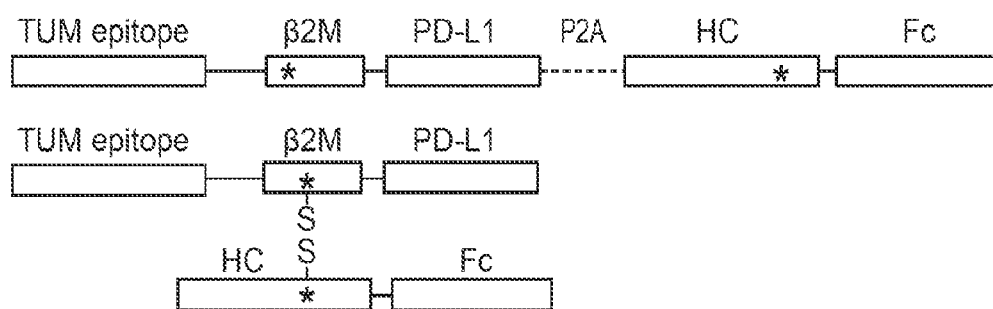 TUM epitope β2M PD-L1 P2A HC Fc
* *
TUM epitope β2M PD-L1
*
S
S
HC Fc
*